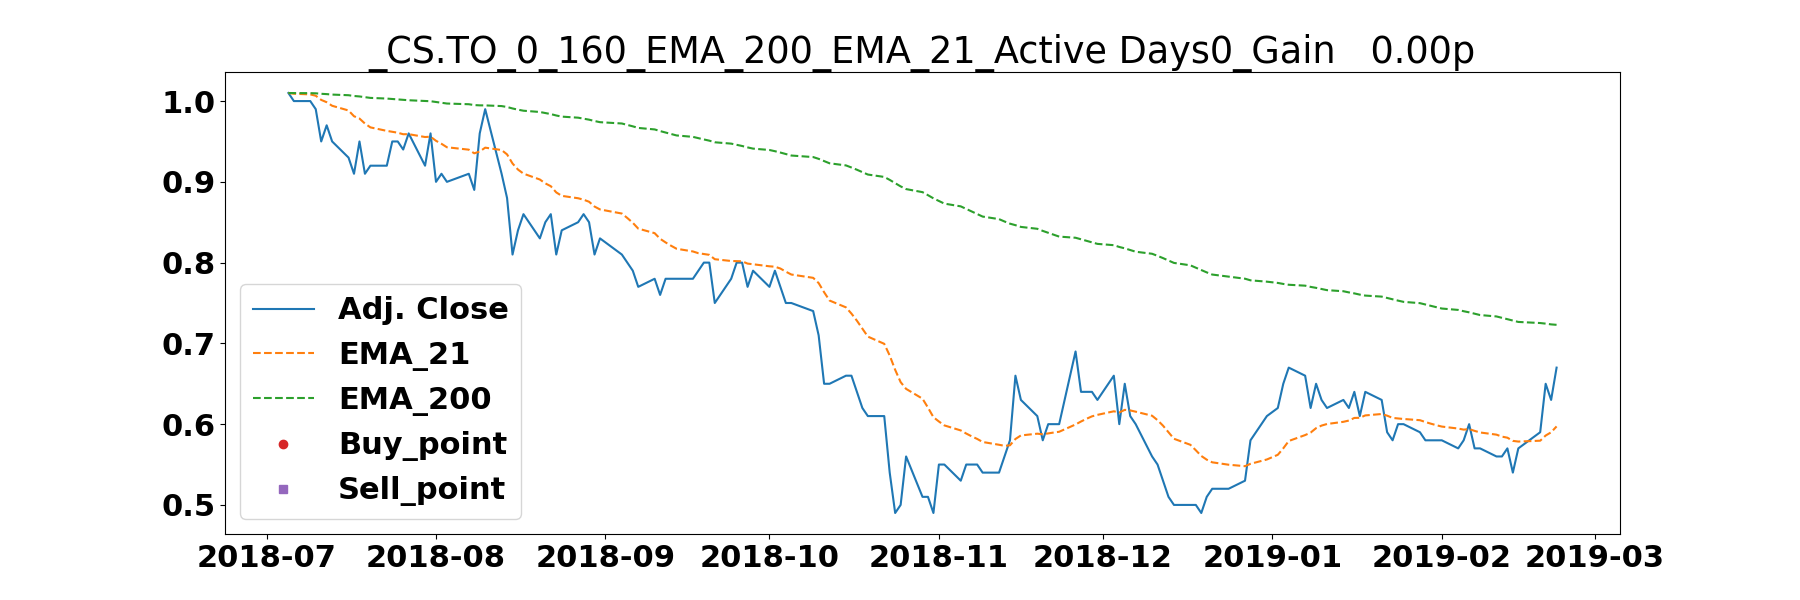 _CS.TO_0_160_EMA_200_EMA_21_Active Days0_Gain   0.00p
1.0
0.9
0.8
0.7
0.6
0.5
Adj. Close
EMA_21
EMA_200
Buy_point
Sell_point
2018-07 2018-08 2018-09 2018-10 2018-11 2018-12 2019-01 2019-02 2019-03